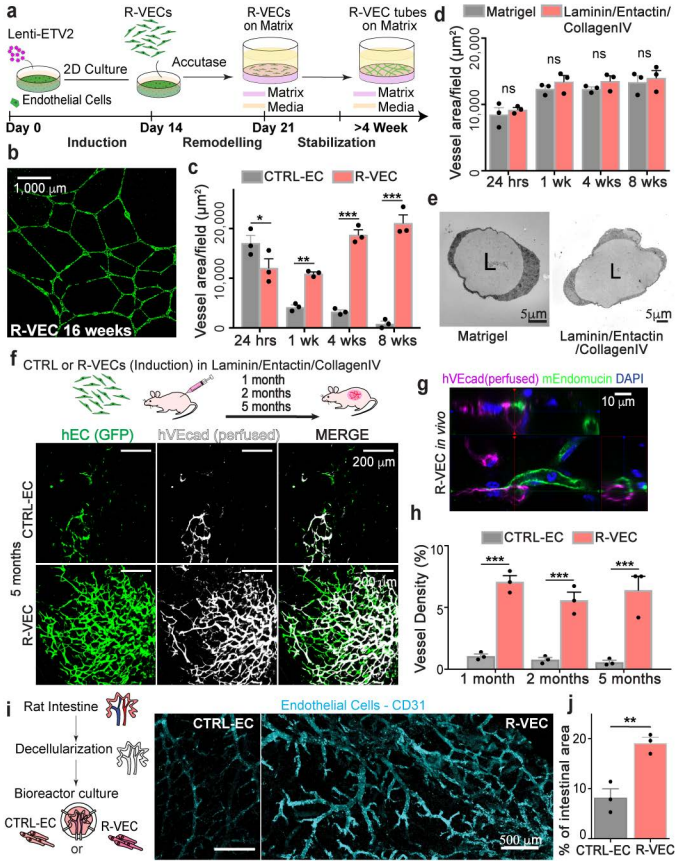 a
Lenti-ETV2
R-VECs
R-VECs
on Matrix
R-VEC tubes
on Matrix
2D Culture
Accutase
Endothelial Cells
Matrix
Media
Matrix
Media
Day 0
Day 14
Day 21
>4 Week
Induction
Remodelling
Stabilization
b
1,000 µm
R-VEC 16 weeks
c
CTRL-EC
R-VEC
Vessel area/field (µm²)
0
10,000
20,000
*
**
***
***
24 hrs
1 wk
4 wks
8 wks
d
Matrigel
Laminin/Entactin/
CollagenIV
Vessel area/field (µm²)
0
10,000
20,000
ns
ns
ns
ns
24 hrs
1 wk
4 wks
8 wks
e
L
5µm
Matrigel
L
5µm
Laminin/Entactin
/CollagenIV
f
CTRL or R-VECs (Induction) in Laminin/Entactin/CollagenIV
1 month
2 months
5 months
hEC (GFP)
hVEcad (perfused)
MERGE
200 µm
CTRL-EC
5 months
R-VEC
200 µm
g
hVEcad(perfused) mEndomucin DAPI
10
µm
R-VEC in vivo
h
CTRL-EC
R-VEC
Vessel Density (%)
0
5
10
***
***
***
1 month
2 months
5 months
i
Rat Intestine
Decellularization
Bioreactor culture
CTRL-EC
or
R-VEC
Endothelial Cells - CD31
CTRL-EC
R-VEC
500 µm
j
% of intestinal area
0
10
20
**
CTRL-EC
R-VEC